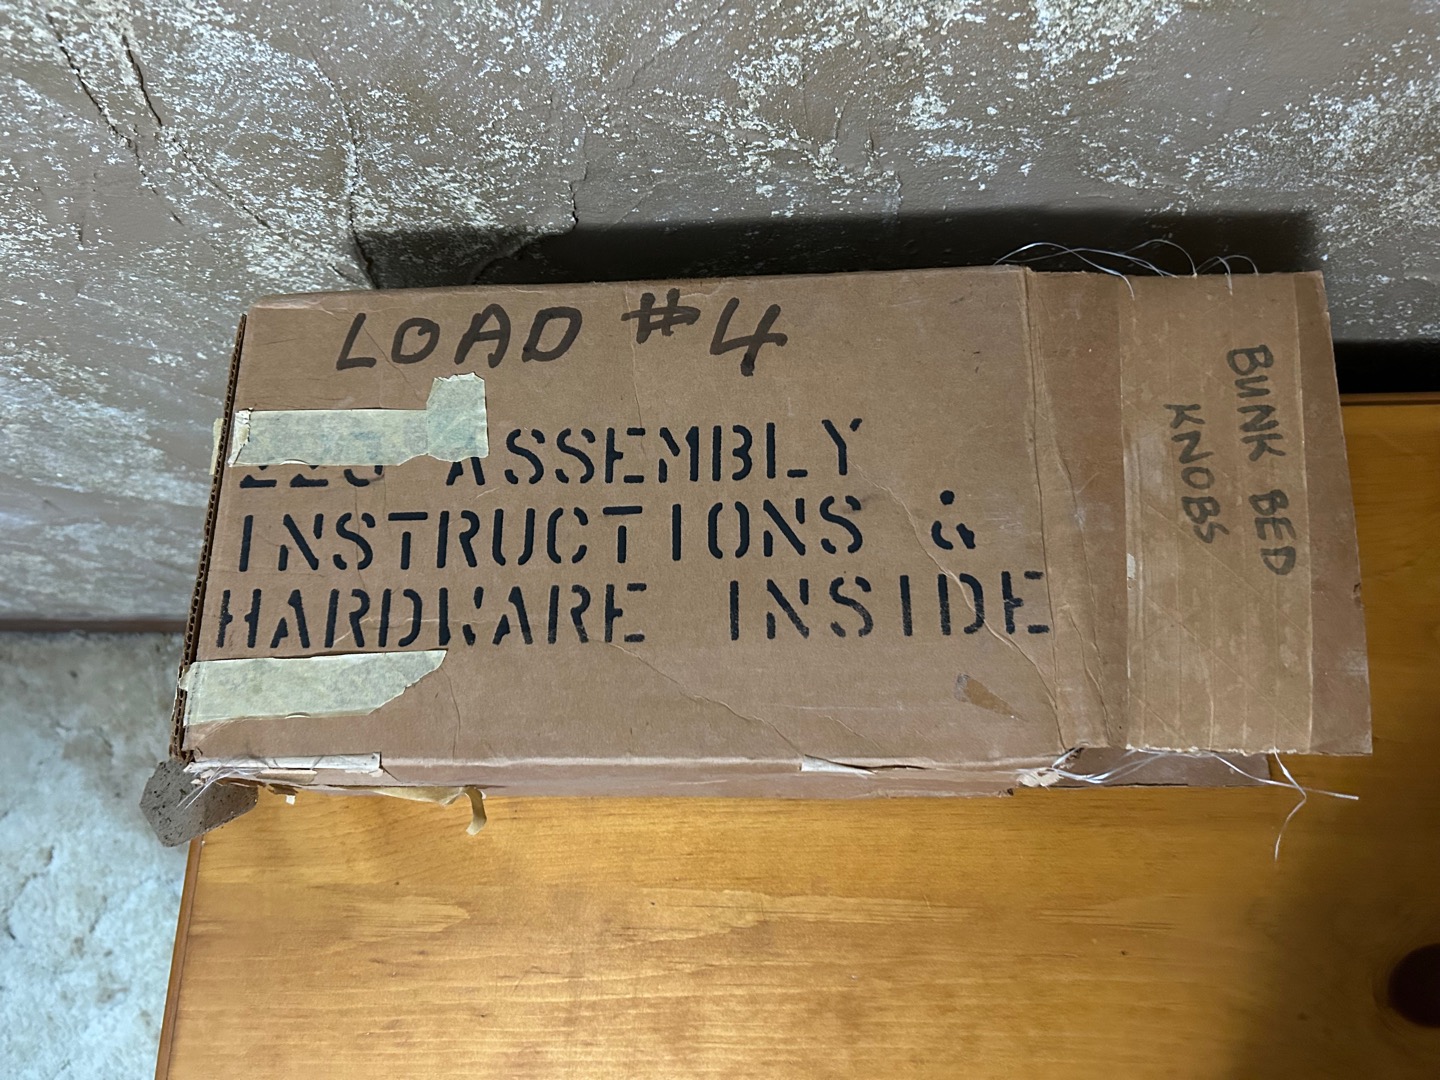 LOAD #4
ASSEMBLY
INSTRUCTIONS &
HARDWARE INSIDE
BUNK BED
KNOBS